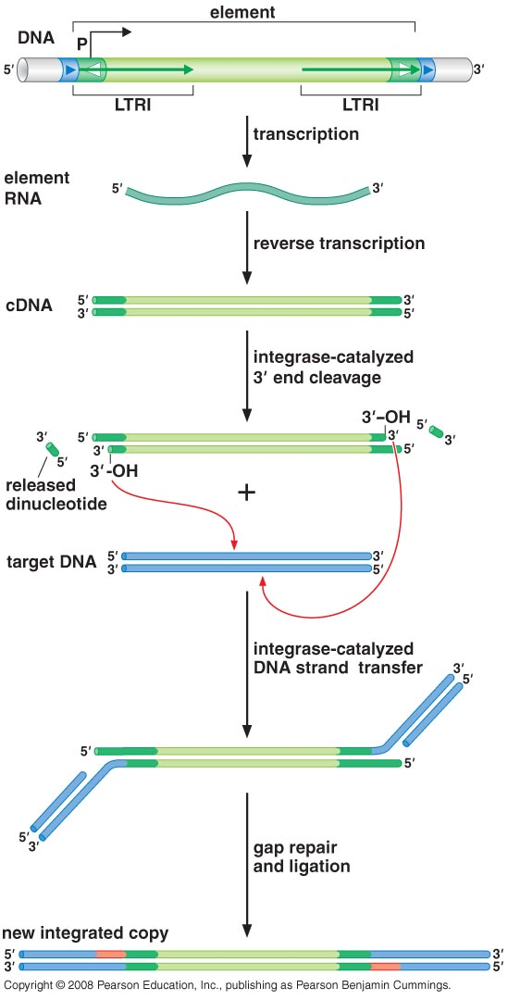 element
DNA
P
5′ 3′
LTRI LTRI
transcription
element
RNA
5′ 3′
reverse transcription
cDNA
5′ 3′
3′ 5′
integrase-catalyzed
3′ end cleavage
3′–OH
3′ 5′ 3′ 5′ 3′
5′ 3′ 5′
3′-OH
released
dinucleotide
+
target DNA
5′ 3′
3′ 5′
integrase-catalyzed
DNA strand transfer
3′
5′
5′
5′
5′
3′
gap repair
and ligation
new integrated copy
5′ 3′
3′ 5′
Copyright © 2008 Pearson Education, Inc., publishing as Pearson Benjamin Cummings.